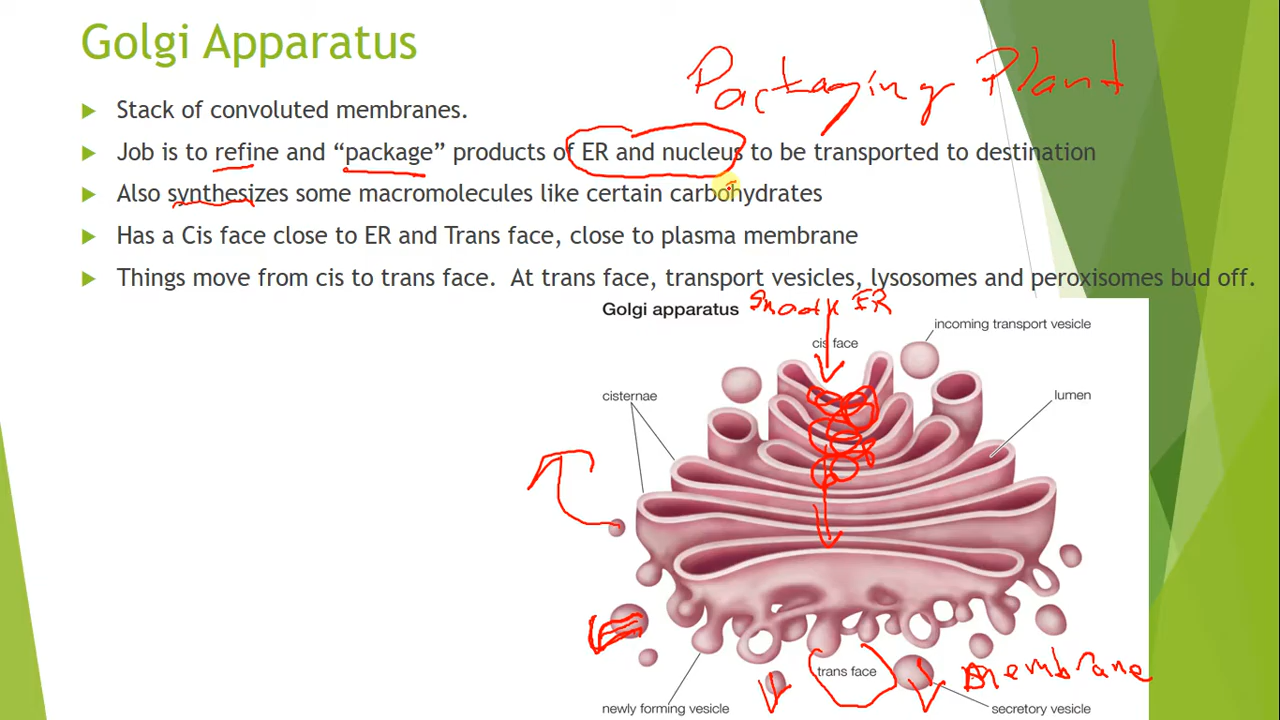 Golgi Apparatus
Packaging Plant
Stack of convoluted membranes.
Job is to refine and “package” products of ER and nucleus to be transported to destination
Also synthesizes some macromolecules like certain carbohydrates
Has a Cis face close to ER and Trans face, close to plasma membrane
Things move from cis to trans face. At trans face, transport vesicles, lysosomes and peroxisomes bud off.
Golgi apparatus
Smooth ER
incoming transport vesicle
cis face
cisternae
lumen
trans face
membrane
newly forming vesicle
secretory vesicle